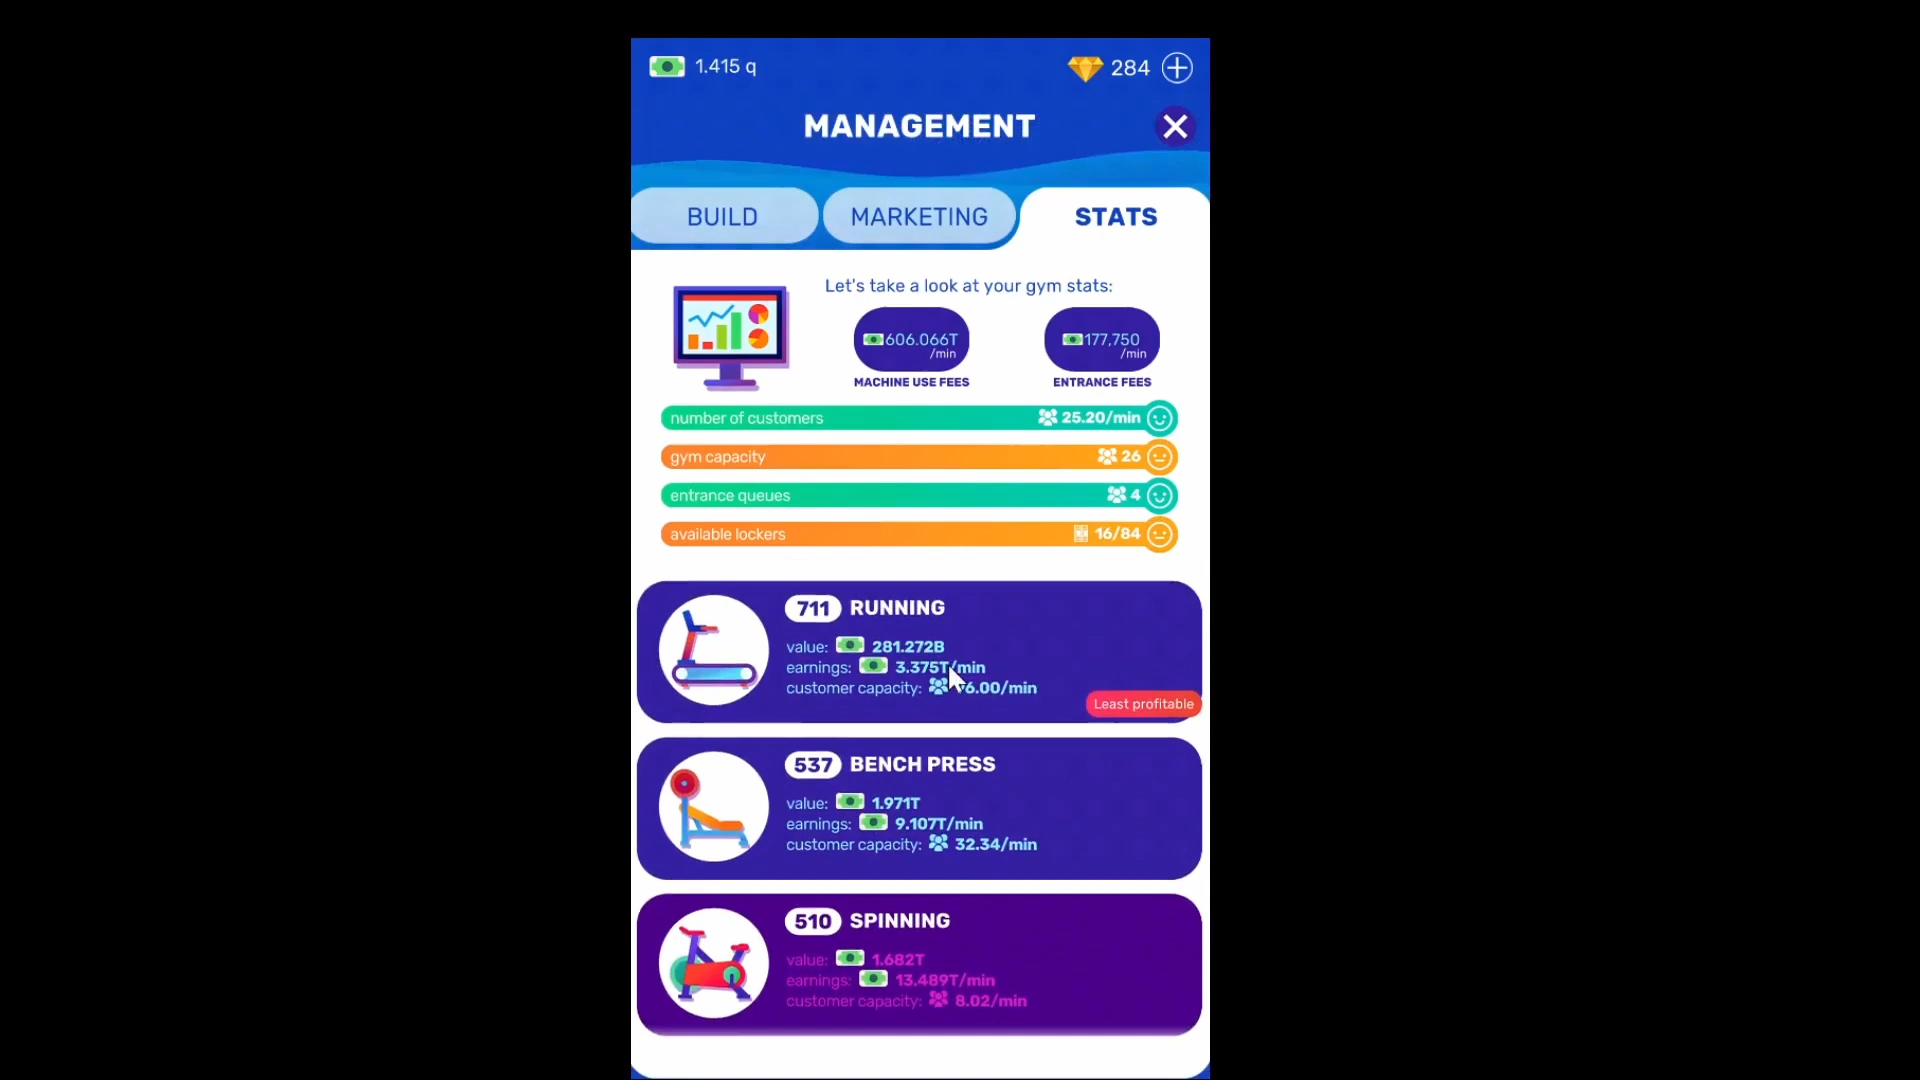 1.415 q
284
MANAGEMENT
BUILD
MARKETING
STATS
Let's take a look at your gym stats:
606.066T
/min
MACHINE USE FEES
177,750
/min
ENTRANCE FEES
number of customers 25.20/min
gym capacity 26
entrance queues 4
available lockers 16/84
711 RUNNING
value: 281.272B
earnings: 3.375T/min
customer capacity:
Least profitable
537 BENCH PRESS
value: 1.971T
earnings: 9.107T/min
customer capacity: 32.34/min
510 SPINNING
value: 1.682T
earnings: 13.489T/min
customer capacity: 8.02/min